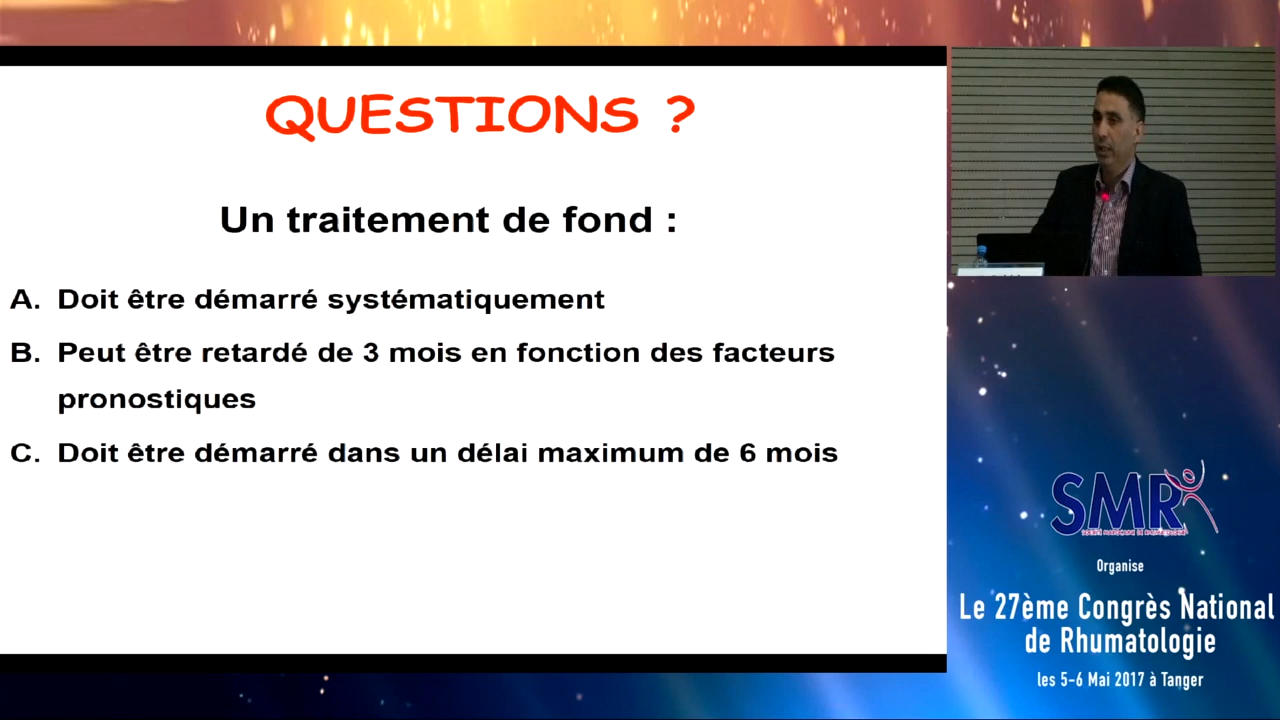 QUESTIONS ?
Un traitement de fond :
A. Doit être démarré systématiquement
B. Peut être retardé de 3 mois en fonction des facteurs
pronostiques
C. Doit être démarré dans un délai maximum de 6 mois
SMR
Organise
Le 27ème Congrès National
de Rhumatologie
les 5-6 Mai 2017 à Tanger